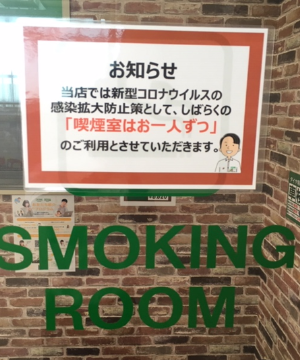 お知らせ
当店では新型コロナウイルスの
感染拡大防止策として、しばらくの
「喫煙室はお一人ずつ」
のご利用とさせていただきます。
SMOKING
ROOM